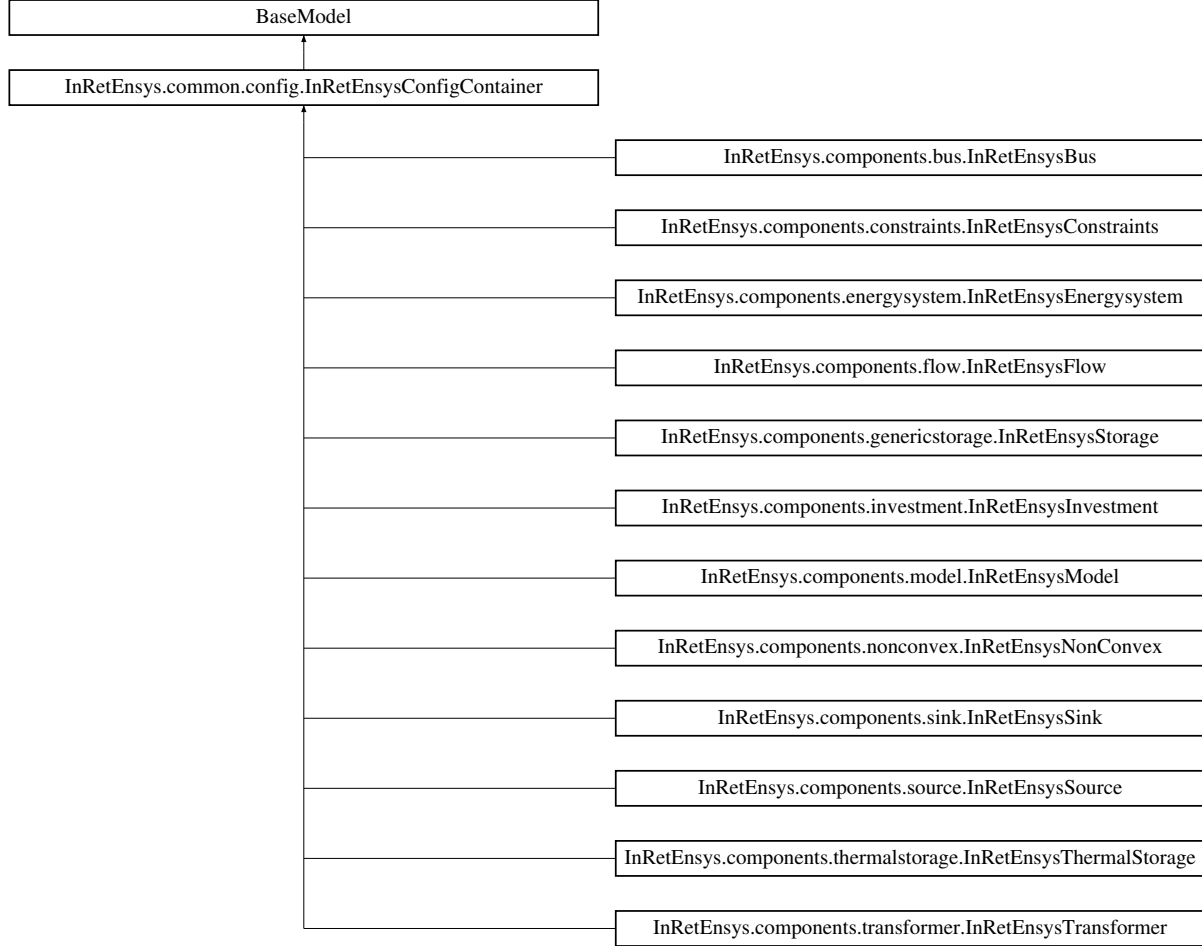 BaseModel
InRetEnsys.common.config.InRetEnsysConfigContainer
InRetEnsys.components.bus.InRetEnsysBus
InRetEnsys.components.constraints.InRetEnsysConstraints
InRetEnsys.components.energysystem.InRetEnsysEnergysystem
InRetEnsys.components.flow.InRetEnsysFlow
InRetEnsys.components.genericstorage.InRetEnsysStorage
InRetEnsys.components.investment.InRetEnsysInvestment
InRetEnsys.components.model.InRetEnsysModel
InRetEnsys.components.nonconvex.InRetEnsysNonConvex
InRetEnsys.components.sink.InRetEnsysSink
InRetEnsys.components.source.InRetEnsysSource
InRetEnsys.components.thermalstorage.InRetEnsysThermalStorage
InRetEnsys.components.transformer.InRetEnsysTransformer